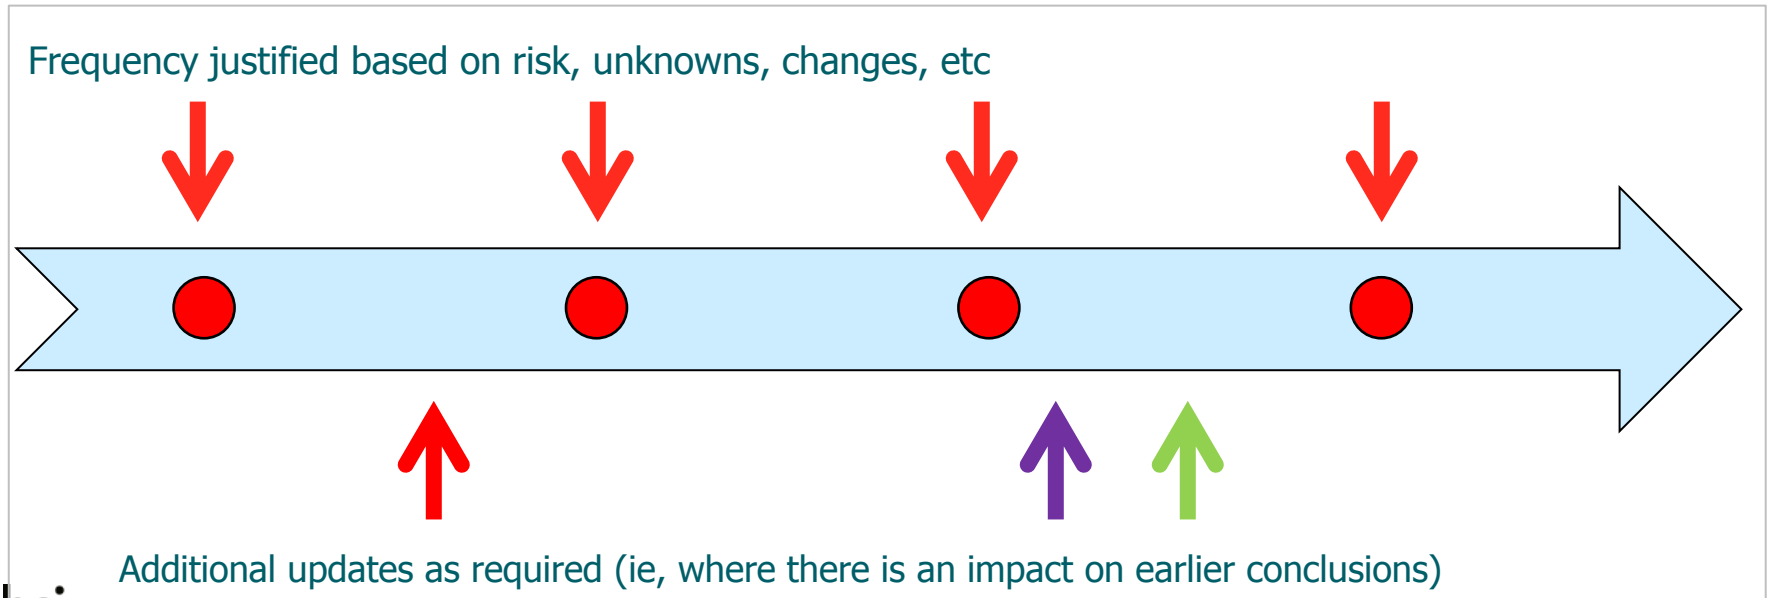 Frequency justified based on risk, unknowns, changes, etc
Additional updates as required (ie, where there is an impact on earlier conclusions)